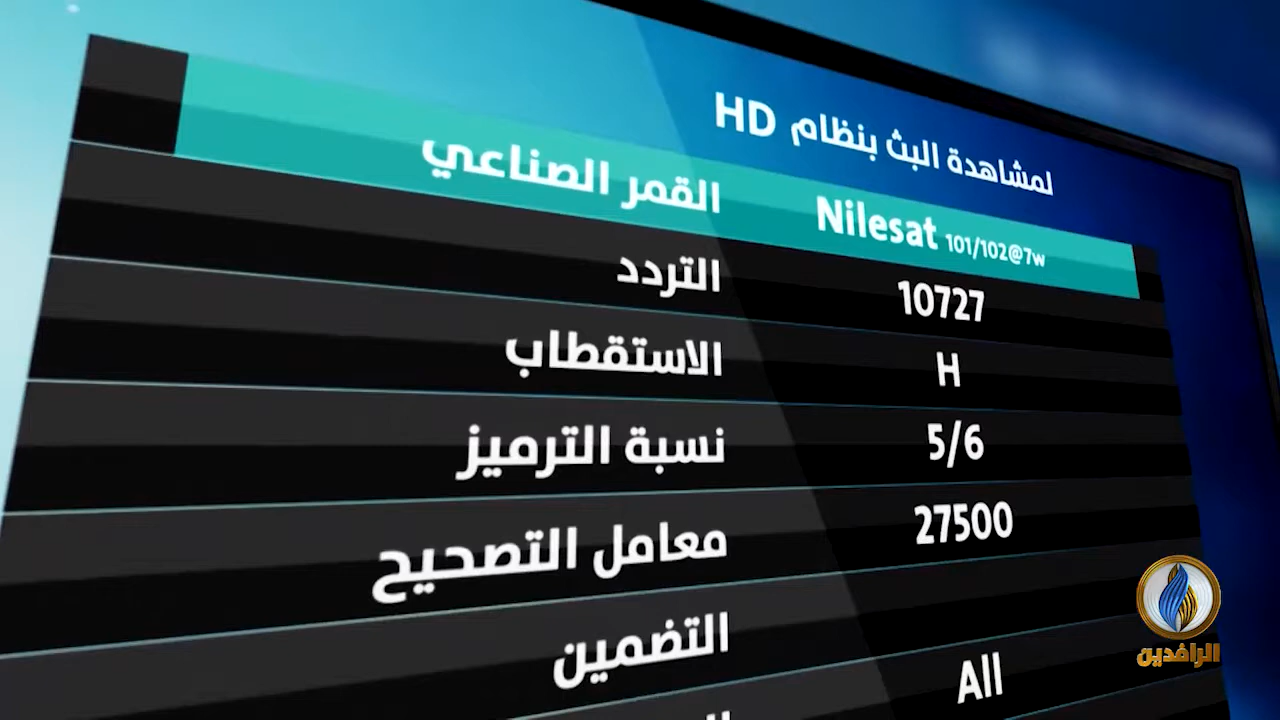 لمشاهدة البث بنظام HD
القمر الصناعي Nilesat 101/102@7w
التردد 10727
الاستقطاب H
نسبة الترميز 5/6
معامل التصحيح 27500
التضمين
All
الرافدين